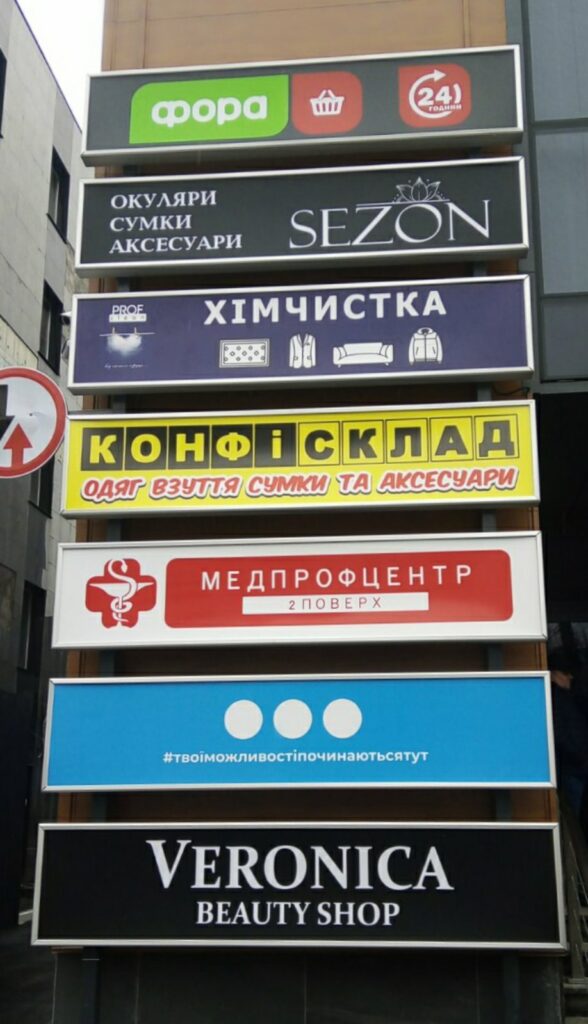 фора
24)
години
ОКУЛЯРИ
СУМКИ
АКСЕСУАРИ
SEZON
PROF
clean
ХІМЧИСТКА
КОНФіСКЛАД
ОДЯГ ВЗУТТЯ СУМКИ ТА АКСЕСУАРИ
МЕДПРОФЦЕНТР
2 ПОВЕРХ
#твоїможливостіпочинаютьсятут
VERONICA
BEAUTY SHOP